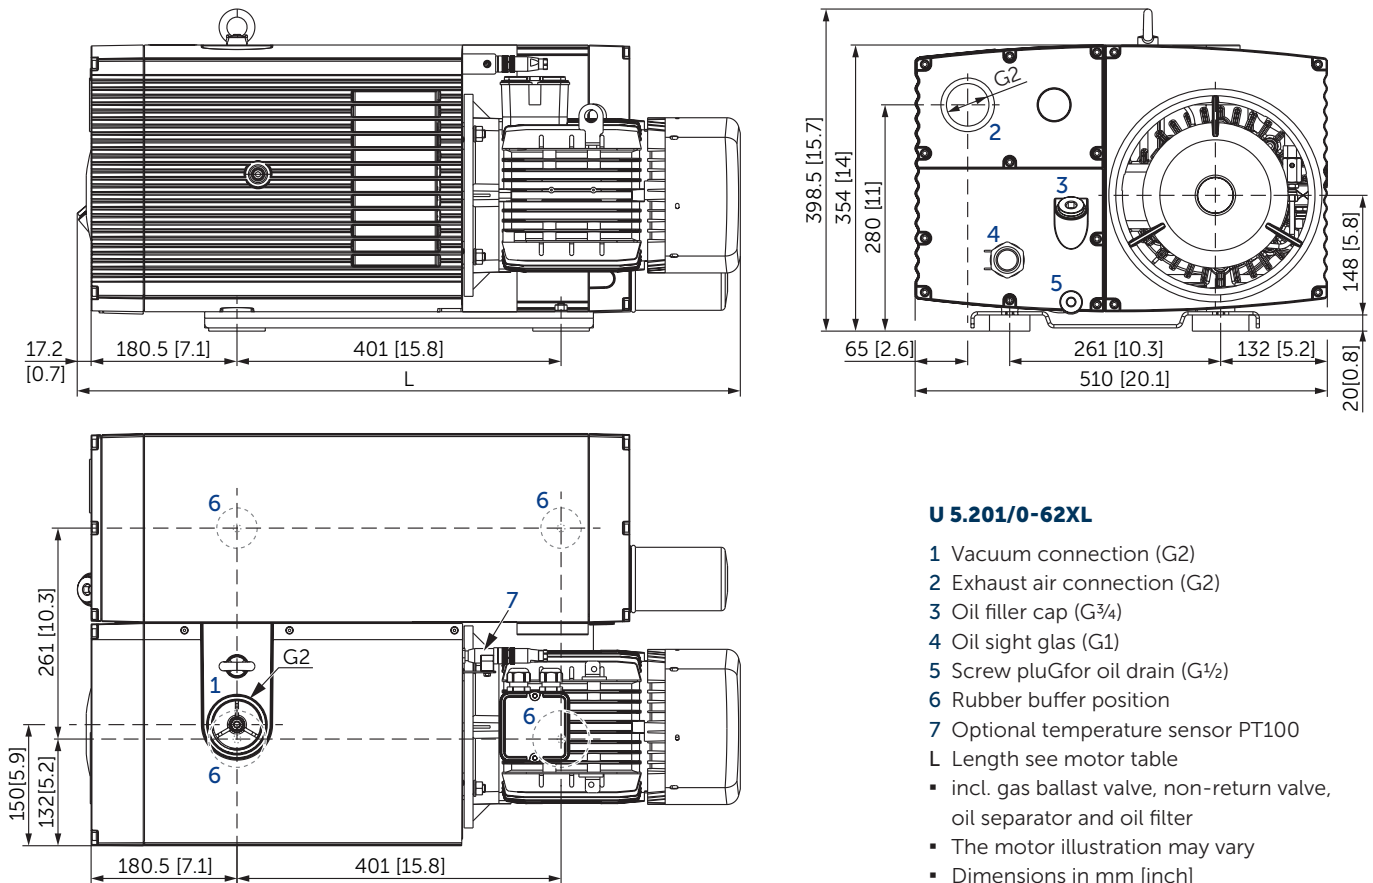 17.2
[0.7]
180.5 [7.1]
401 [15.8]
L
398.5 [15.7]
354 [14]
280 [11]
G2
2
3
4
5
148 [5.8]
65 [2.6]
261 [10.3]
132 [5.2]
510 [20.1]
20[0.8]
6
6
7
G2
1
6
6
261 [10.3]
150[5.9]
132[5.2]
180.5 [7.1]
401 [15.8]
U 5.201/0-62XL
1 Vacuum connection (G2)
2 Exhaust air connection (G2)
3 Oil filler cap (G¾)
4 Oil sight glas (G1)
5 Screw pluGfor oil drain (G½)
6 Rubber buffer position
7 Optional temperature sensor PT100
L Length see motor table
▪ incl. gas ballast valve, non-return valve,
oil separator and oil filter
▪ The motor illustration may vary
▪ Dimensions in mm [inch]